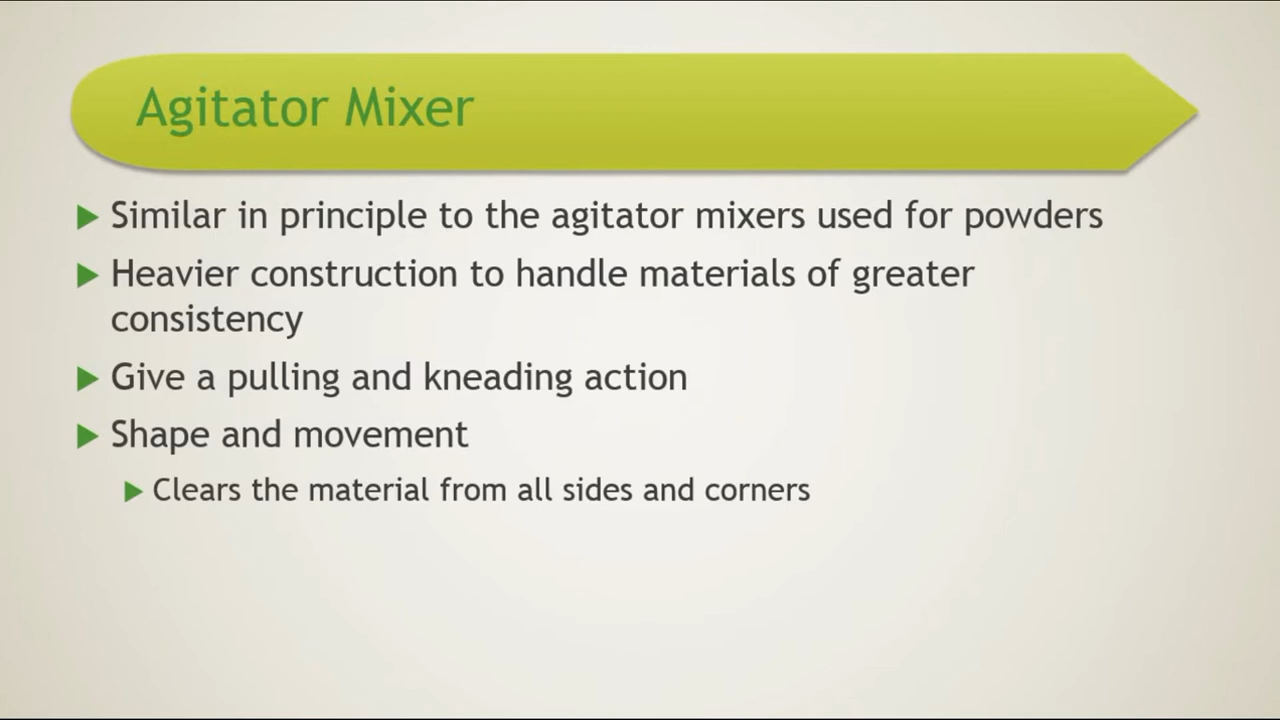 Agitator Mixer
Similar in principle to the agitator mixers used for powders
Heavier construction to handle materials of greater
consistency
Give a pulling and kneading action
Shape and movement
Clears the material from all sides and corners